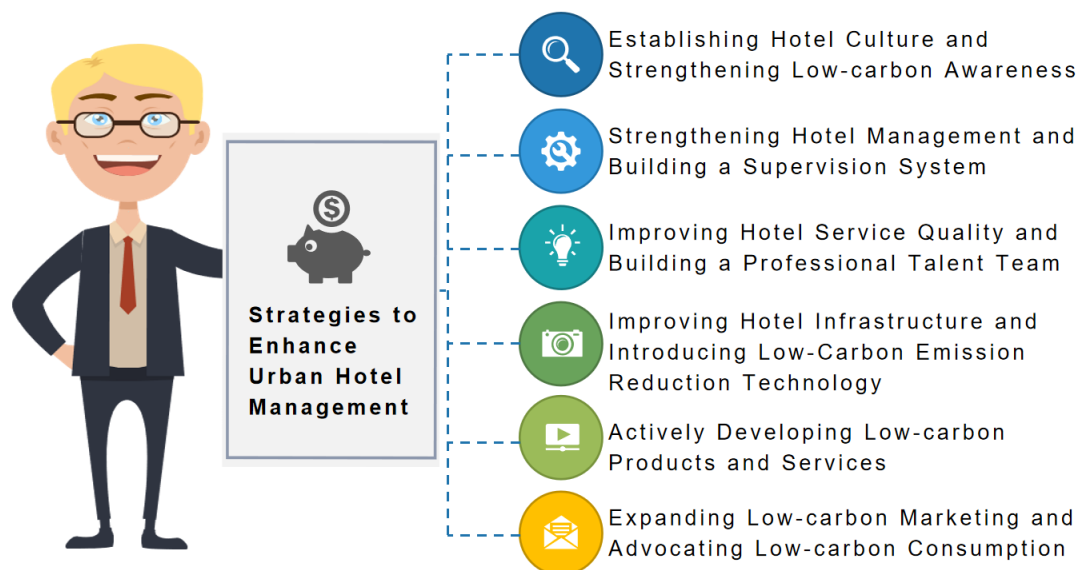 Strategies to
Enhance
Urban Hotel
Management
$
Establishing Hotel Culture and
Strengthening Low-carbon Awareness
Strengthening Hotel Management and
Building a Supervision System
Improving Hotel Service Quality and
Building a Professional Talent Team
Improving Hotel Infrastructure and
Introducing Low-Carbon Emission
Reduction Technology
Actively Developing Low-carbon
Products and Services
Expanding Low-carbon Marketing and
Advocating Low-carbon Consumption